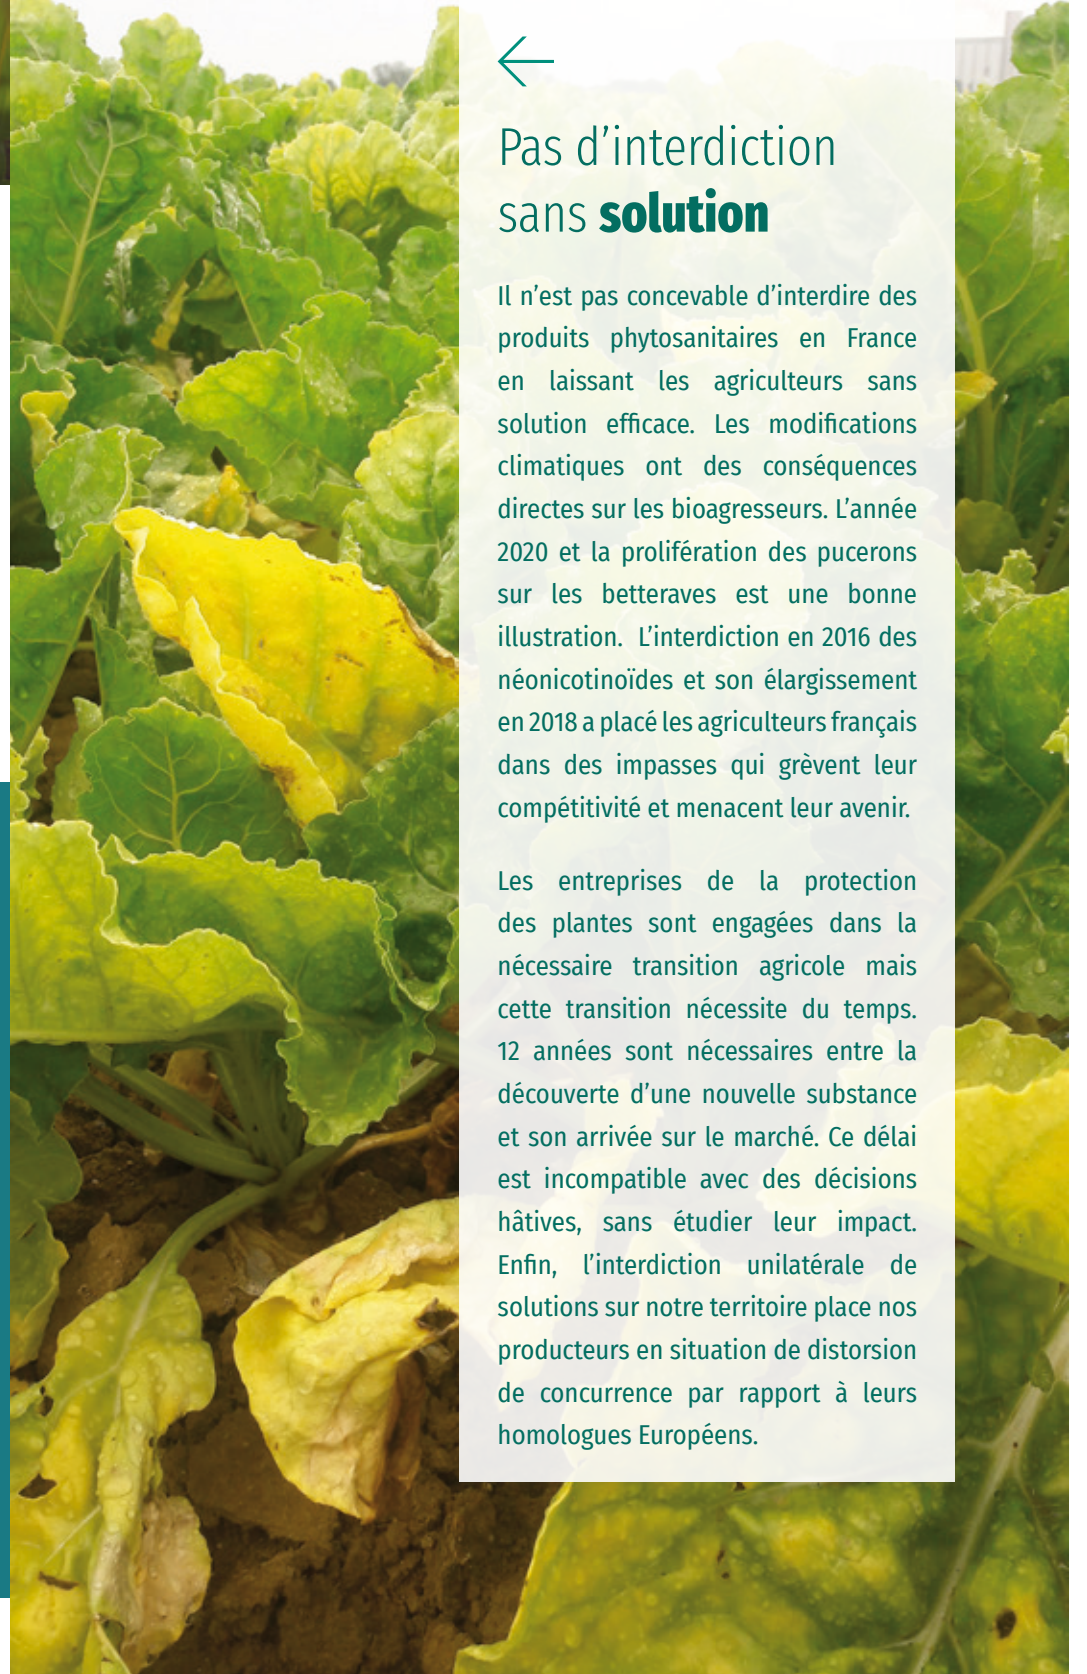 Pas d’interdiction
sans solution
Il n’est pas concevable d’interdire des
produits phytosanitaires en France
en laissant les agriculteurs sans
solution efficace. Les modifications
climatiques ont des conséquences
directes sur les bioagresseurs. L’année
2020 et la prolifération des pucerons
sur les betteraves est une bonne
illustration. L’interdiction en 2016 des
néonicotinoïdes et son élargissement
en 2018 a placé les agriculteurs français
dans des impasses qui grèvent leur
compétitivité et menacent leur avenir.
Les entreprises de la protection
des plantes sont engagées dans la
nécessaire transition agricole mais
cette transition nécessite du temps.
12 années sont nécessaires entre la
découverte d’une nouvelle substance
et son arrivée sur le marché. Ce délai
est incompatible avec des décisions
hâtives, sans étudier leur impact.
Enfin, l’interdiction unilatérale de
solutions sur notre territoire place nos
producteurs en situation de distorsion
de concurrence par rapport à leurs
homologues Européens.